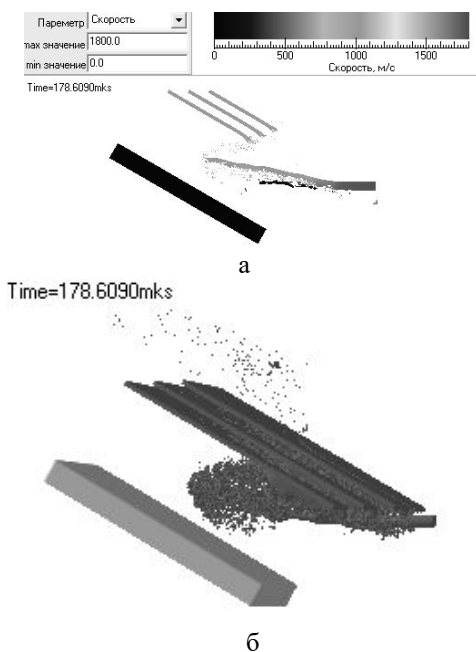 Пареметр Скорость
max значение 1800.0
min значение 0.0
0 500 1000 1500
Скорость, м/с
Time=178.6090mks
а
Time=178.6090mks
б